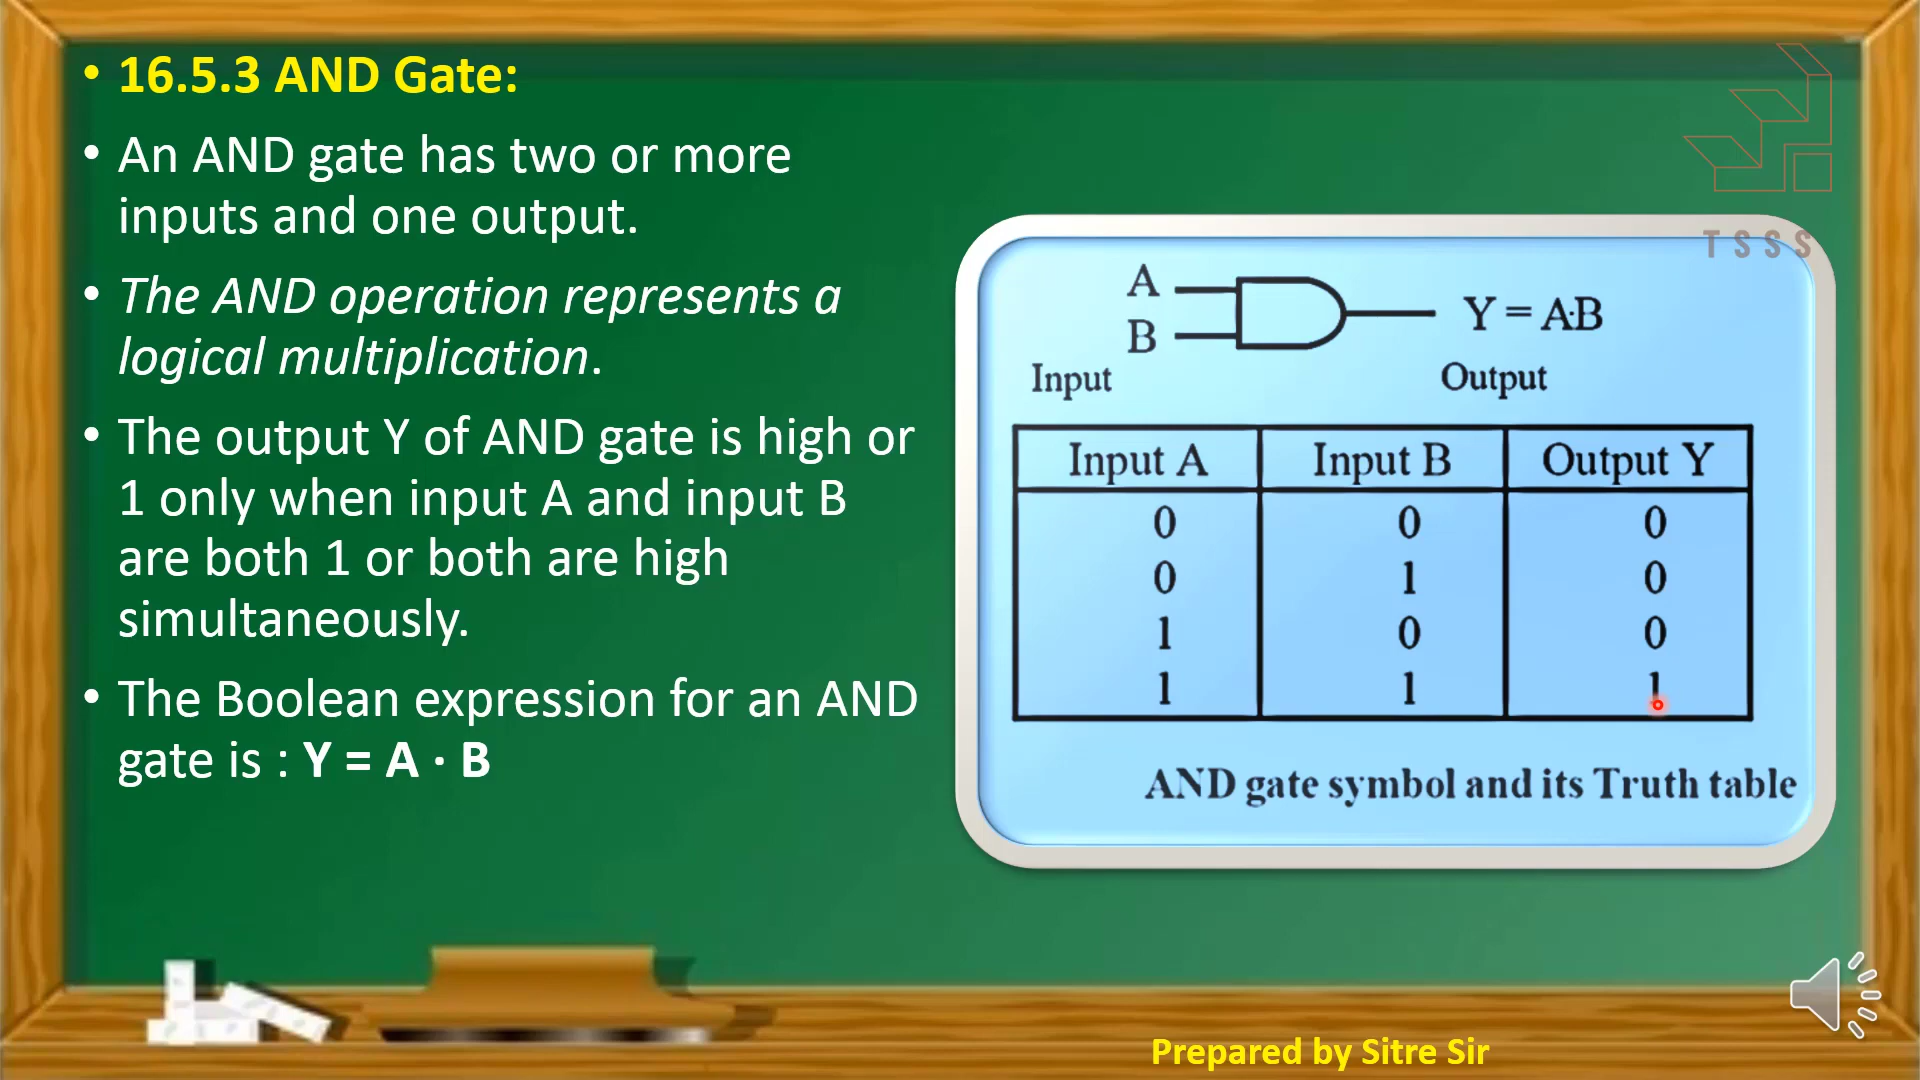 • 16.5.3 AND Gate:
• An AND gate has two or more
inputs and one output.
• The AND operation represents a
logical multiplication.
• The output Y of AND gate is high or
1 only when input A and input B
are both 1 or both are high
simultaneously.
• The Boolean expression for an AND
gate is : Y = A · B
TSSS
A
B
Y = A·B
Input
Output
Input A Input B Output Y
0 0 0
0 1 0
1 0 0
1 1 1
AND gate symbol and its Truth table
Prepared by Sitre Sir